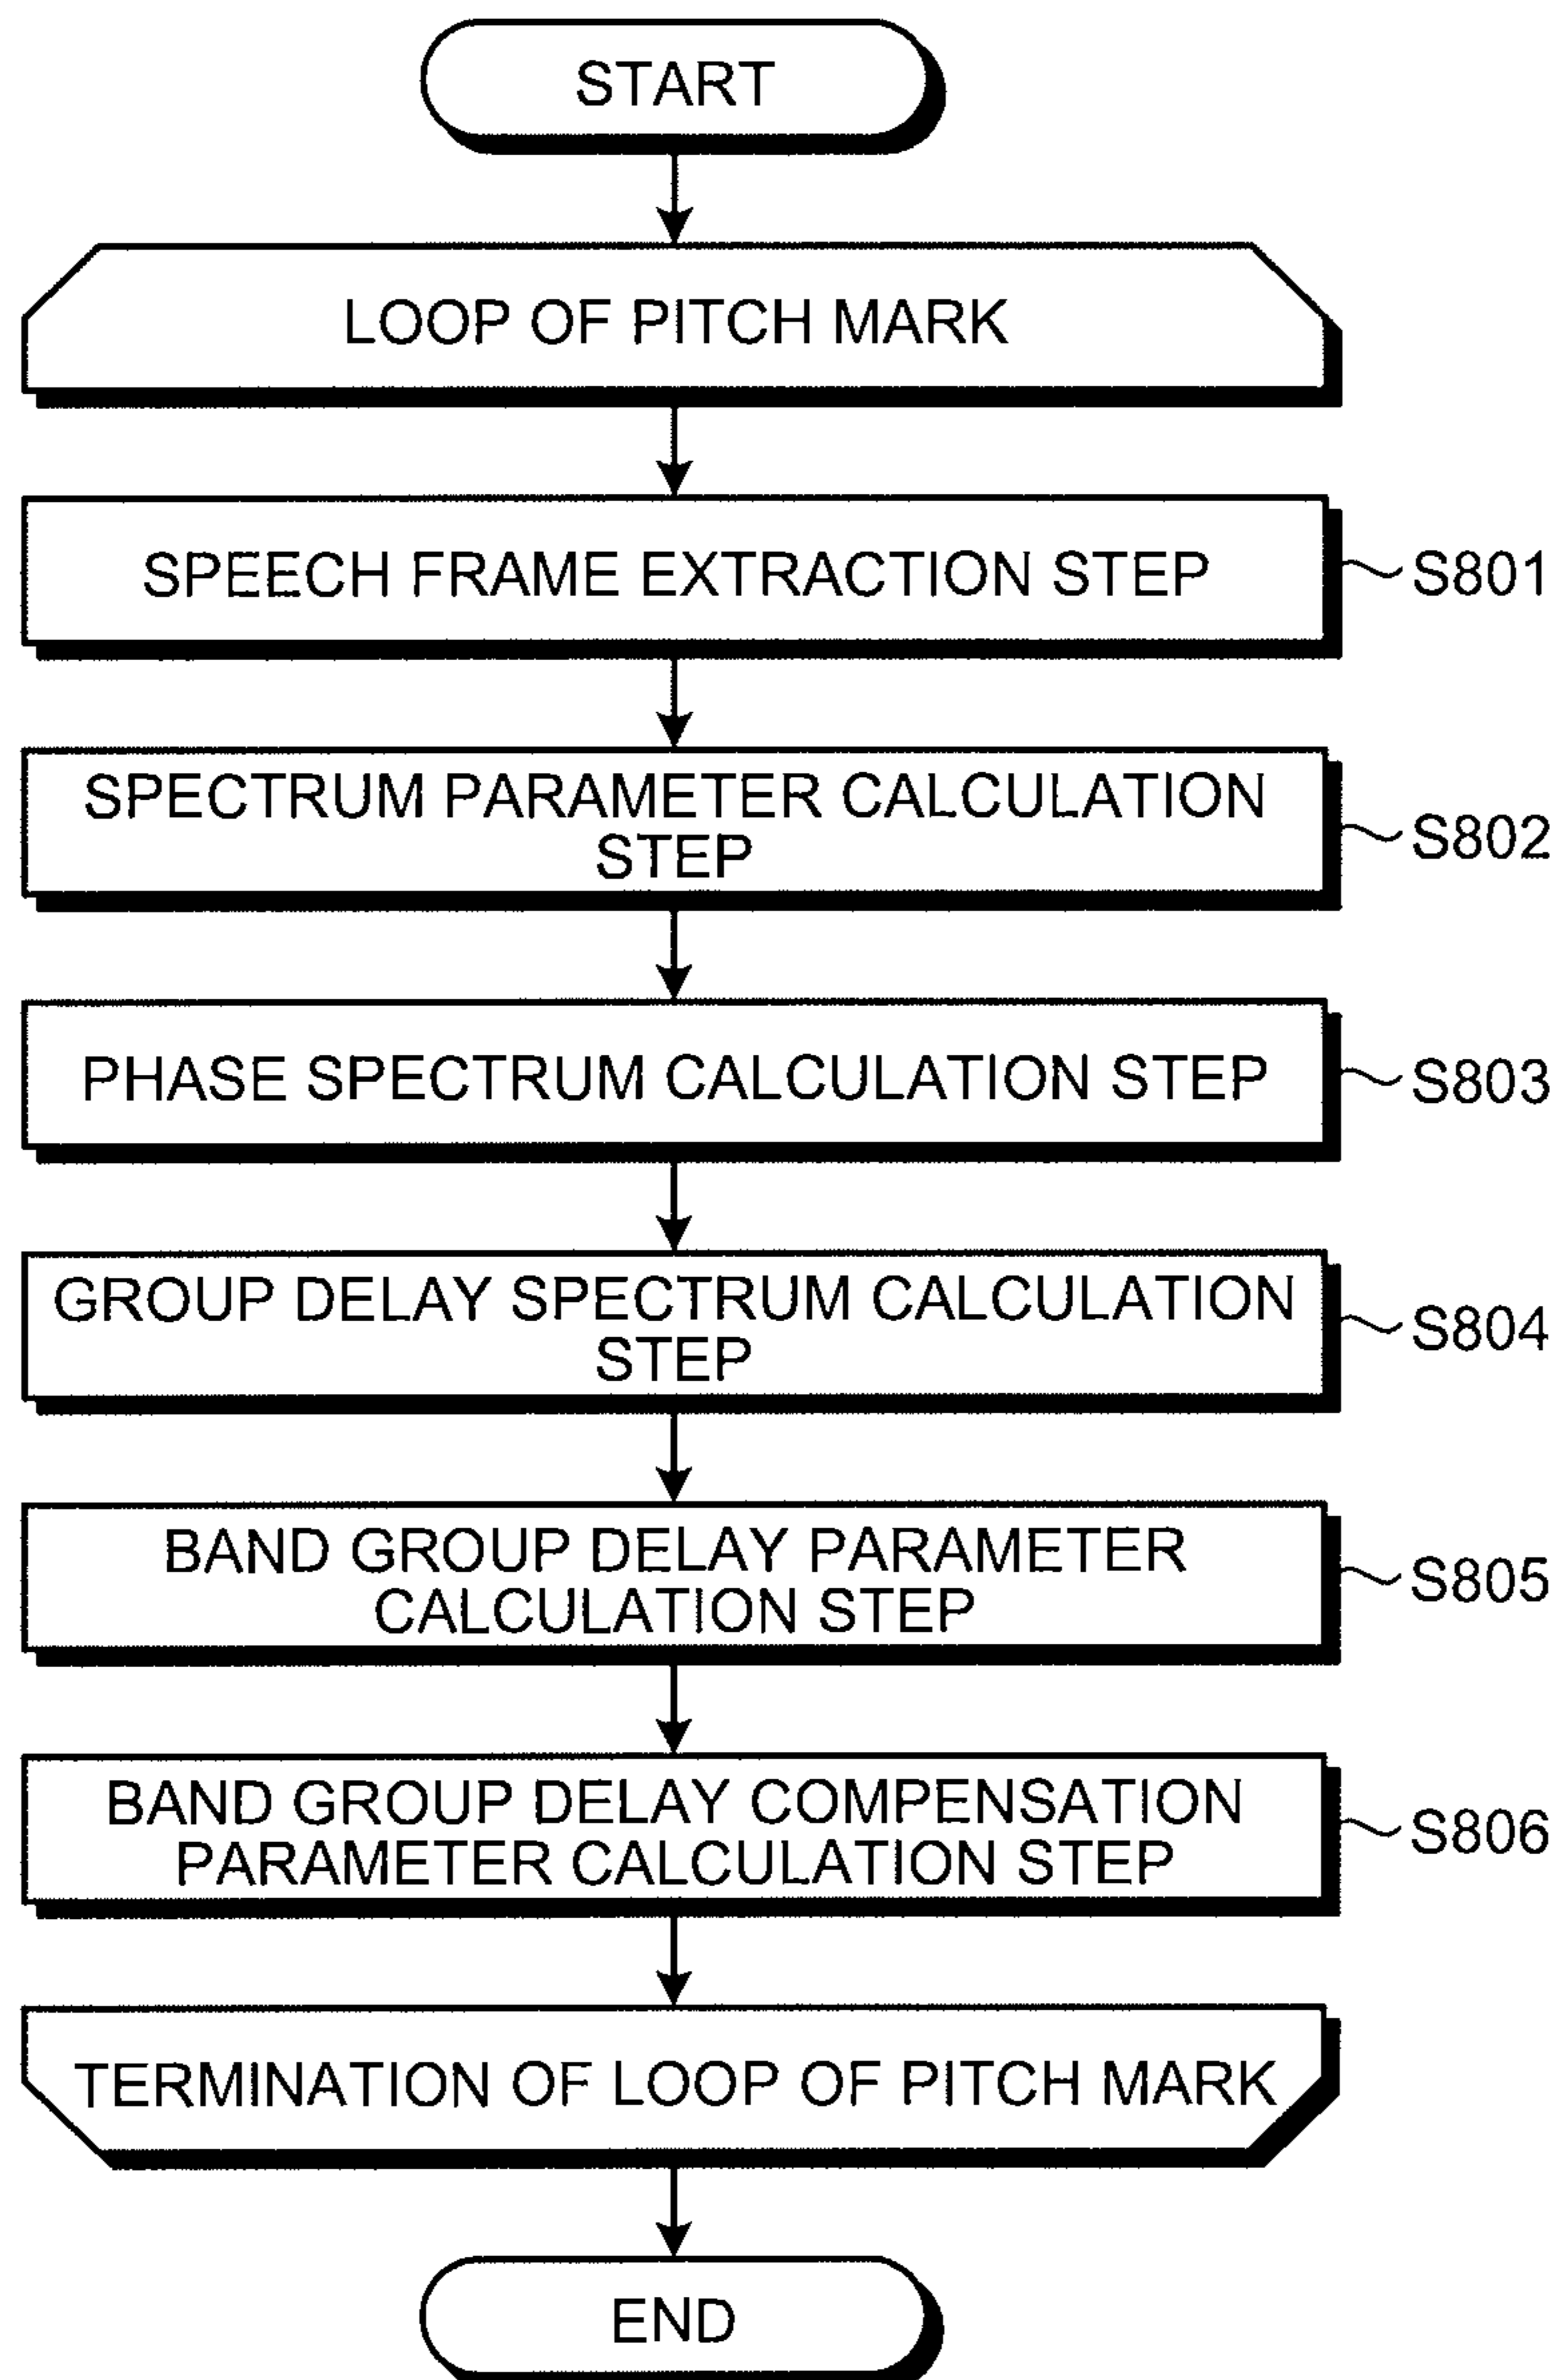 START
LOOP OF PITCH MARK
SPEECH FRAME EXTRACTION STEP
S801
SPECTRUM PARAMETER CALCULATION
STEP
S802
PHASE SPECTRUM CALCULATION STEP
S803
GROUP DELAY SPECTRUM CALCULATION
STEP
S804
BAND GROUP DELAY PARAMETER
CALCULATION STEP
S805
BAND GROUP DELAY COMPENSATION
PARAMETER CALCULATION STEP
S806
TERMINATION OF LOOP OF PITCH MARK
END